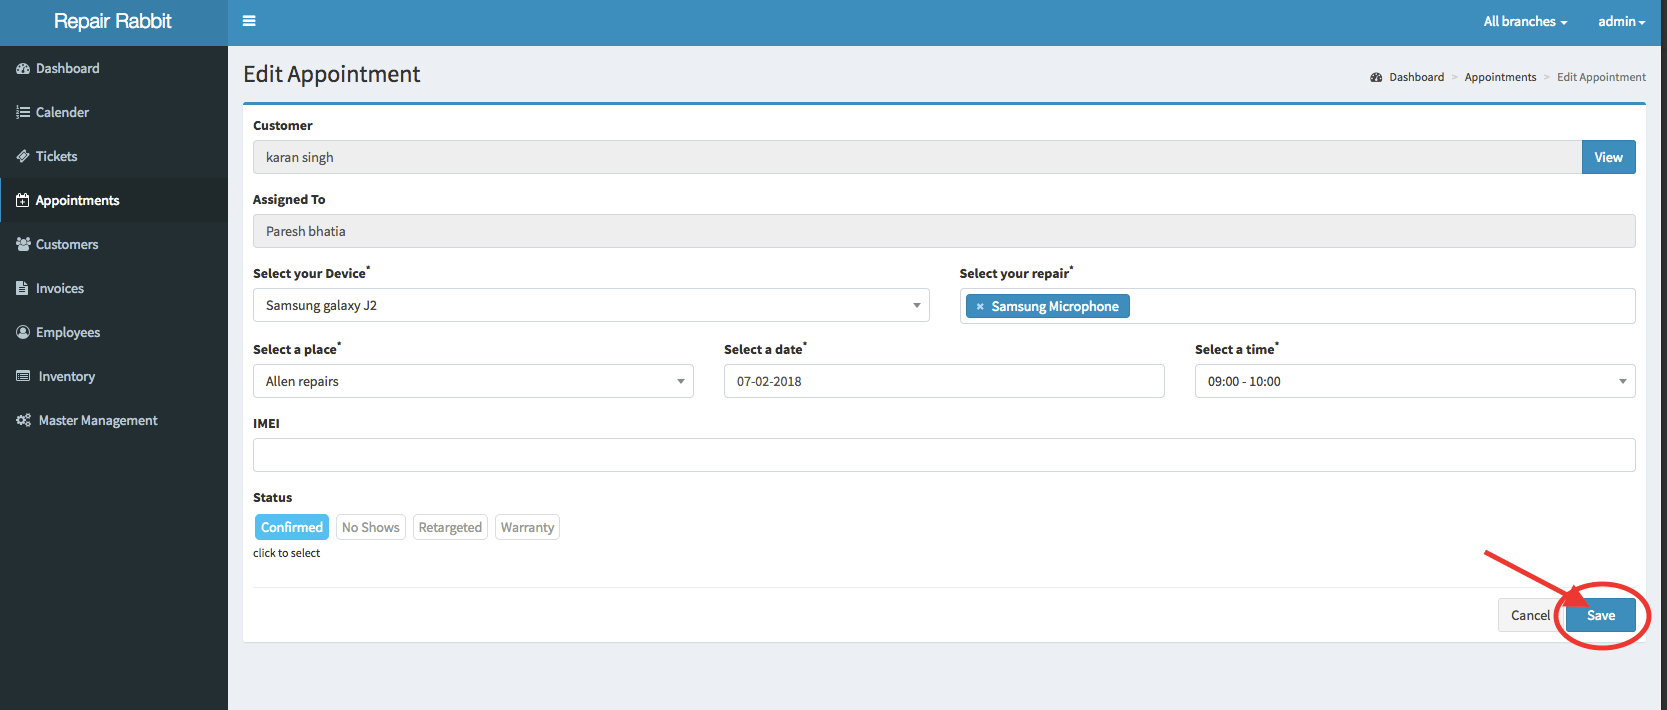 Repair Rabbit
All branches
admin
Dashboard
Calender
Tickets
Appointments
Customers
Invoices
Employees
Inventory
Master Management
Edit Appointment
Dashboard > Appointments > Edit Appointment
Customer
karan singh
View
Assigned To
Paresh bhatia
Select your Device*
Select your repair*
Samsung galaxy J2
× Samsung Microphone
Select a place*
Select a date*
Select a time*
Allen repairs
07-02-2018
09:00 - 10:00
IMEI
Status
Confirmed No Shows Retargeted Warranty
click to select
Cancel
Save